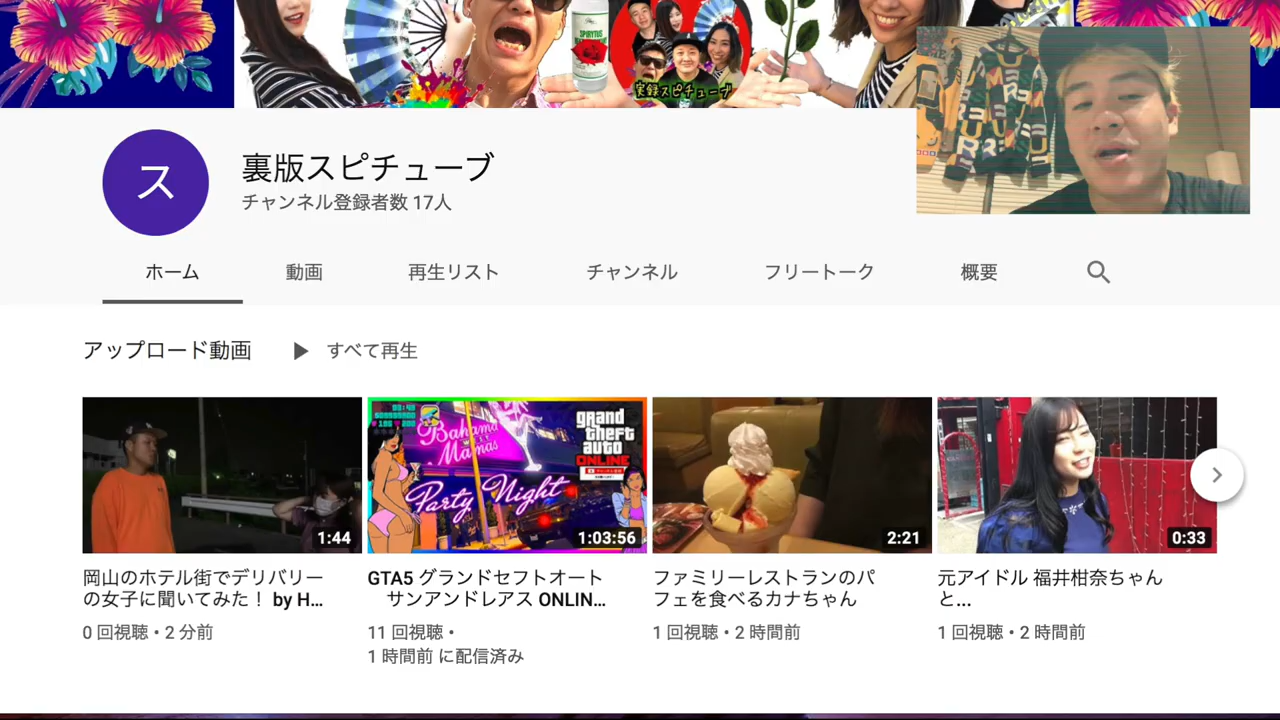 SPIRYTUS
実録スピチューブ
ス
裏版スピチューブ
チャンネル登録者数 17人
ホーム
動画
再生リスト
チャンネル
フリートーク
概要
アップロード動画
すべて再生
1:44
Bahama
Mamas
Party Night
grand
theft
auto
ONLINE
1:03:56
2:21
0:33
岡山のホテル街でデリバリー
の女子に聞いてみた！ by H...
0 回視聴・2 分前
GTA5 グランドセフトオート
サンアンドレアス ONLIN...
11 回視聴・
1 時間前 に配信済み
ファミリーレストランのパ
フェを食べるカナちゃん
1 回視聴・2 時間前
元アイドル 福井柑奈ちゃん
と...
1 回視聴・2 時間前